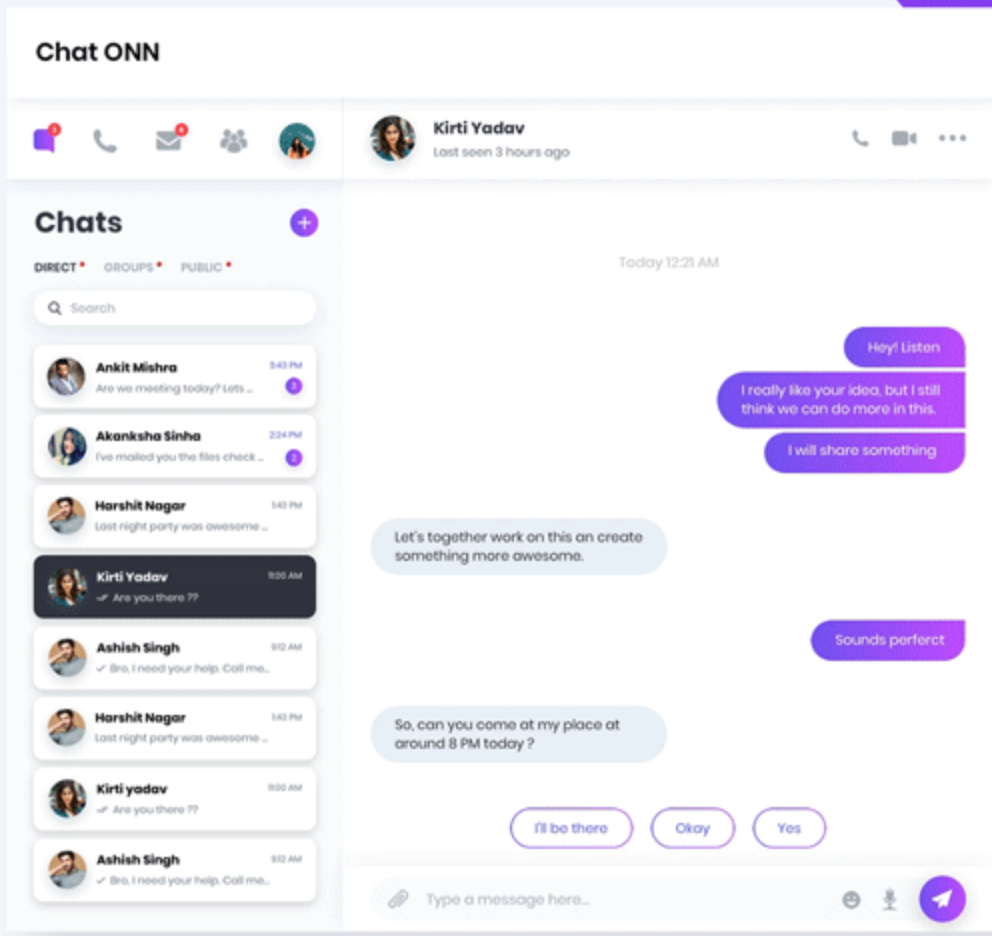 Chat ONN
3
6
Kirti Yadav
Last seen 3 hours ago
Chats
DIRECT
GROUPS
PUBLIC
Search
Ankit Mishra
3:43 PM
Are we meeting today? Lets ...
3
Akanksha Sinha
2:24 PM
I've mailed you the files check ...
2
Harshit Nagar
1:43 PM
Last night party was awesome ...
Kirti Yadav
11:00 AM
Are you there ??
Ashish Singh
9:12 AM
Bro, I need your help. Call me...
Harshit Nagar
1:43 PM
Last night party was awesome ...
Kirti yadav
11:00 AM
Are you there ??
Ashish Singh
9:12 AM
Bro, I need your help. Call me...
Today 12:21 AM
Hey! Listen
I really like your idea, but I still
think we can do more in this.
I will share something
Let's together work on this an create
something more awesome.
Sounds perferct
So, can you come at my place at
around 8 PM today ?
I'll be there
Okay
Yes
Type a message here...